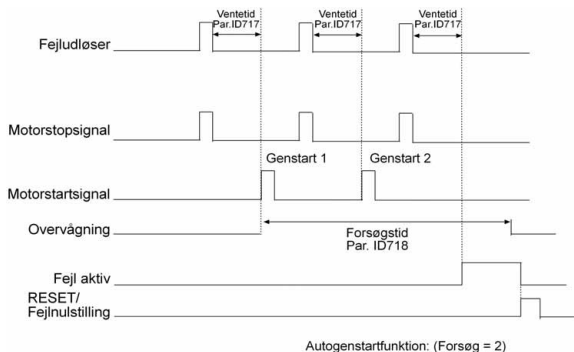 Ventetid Ventetid Ventetid
Par.ID717 Par.ID717 Par.ID717
Fejludløser
Motorstopsignal
Genstart 1 Genstart 2
Motorstartsignal
Overvågning
Forsøgstid
Par. ID718
Fejl aktiv
RESET/
Fejlnulstilling
Autogenstartfunktion: (Forsøg = 2)